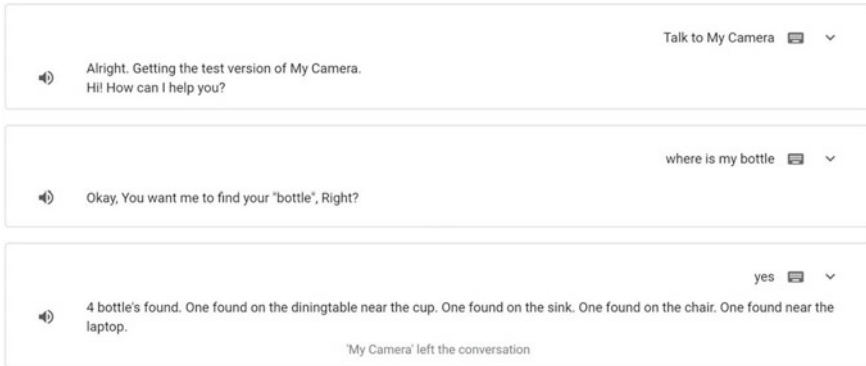 Talk to My Camera
Alright. Getting the test version of My Camera.
Hi! How can I help you?
where is my bottle
Okay, You want me to find your "bottle", Right?
yes
4 bottle's found. One found on the diningtable near the cup. One found on the sink. One found on the chair. One found near the
laptop.
'My Camera' left the conversation